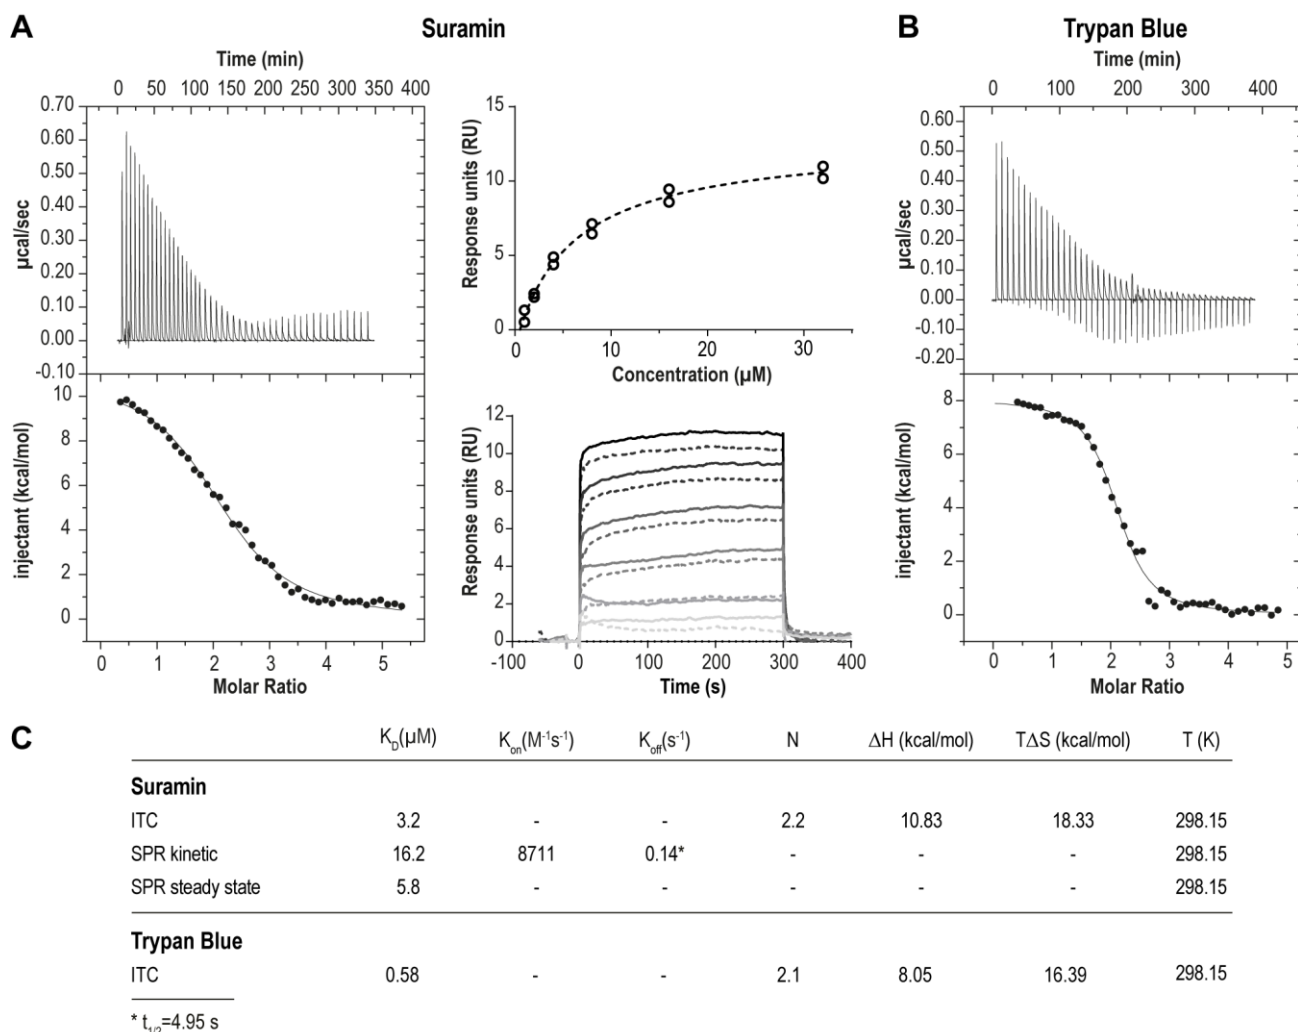 A
Suramin
B
Trypan Blue
Time (min)
0 50 100 150 200 250 300 350 400
0.70
0.60
0.50
0.40
0.30
0.20
0.10
0.00
-0.10
µcal/sec
10
8
6
4
2
0
injectant (kcal/mol)
0 1 2 3 4 5
Molar Ratio
15
10
5
0
Response units (RU)
0 10 20 30
Concentration (µM)
12
10
8
6
4
2
0
Response units (RU)
-100 0 100 200 300 400
Time (s)
Time (min)
0 100 200 300 400
0.60
0.50
0.40
0.30
0.20
0.10
0.00
-0.10
-0.20
µcal/sec
8
6
4
2
0
injectant (kcal/mol)
0 1 2 3 4 5
Molar Ratio
C
K_D(µM) K_on(M⁻¹s⁻¹) K_off(s⁻¹) N ΔH (kcal/mol) TΔS (kcal/mol) T (K)
Suramin
ITC 3.2 - - 2.2 10.83 18.33 298.15
SPR kinetic 16.2 8711 0.14* - - - 298.15
SPR steady state 5.8 - - - - - 298.15
Trypan Blue
ITC 0.58 - - 2.1 8.05 16.39 298.15
* t_1/2=4.95 s